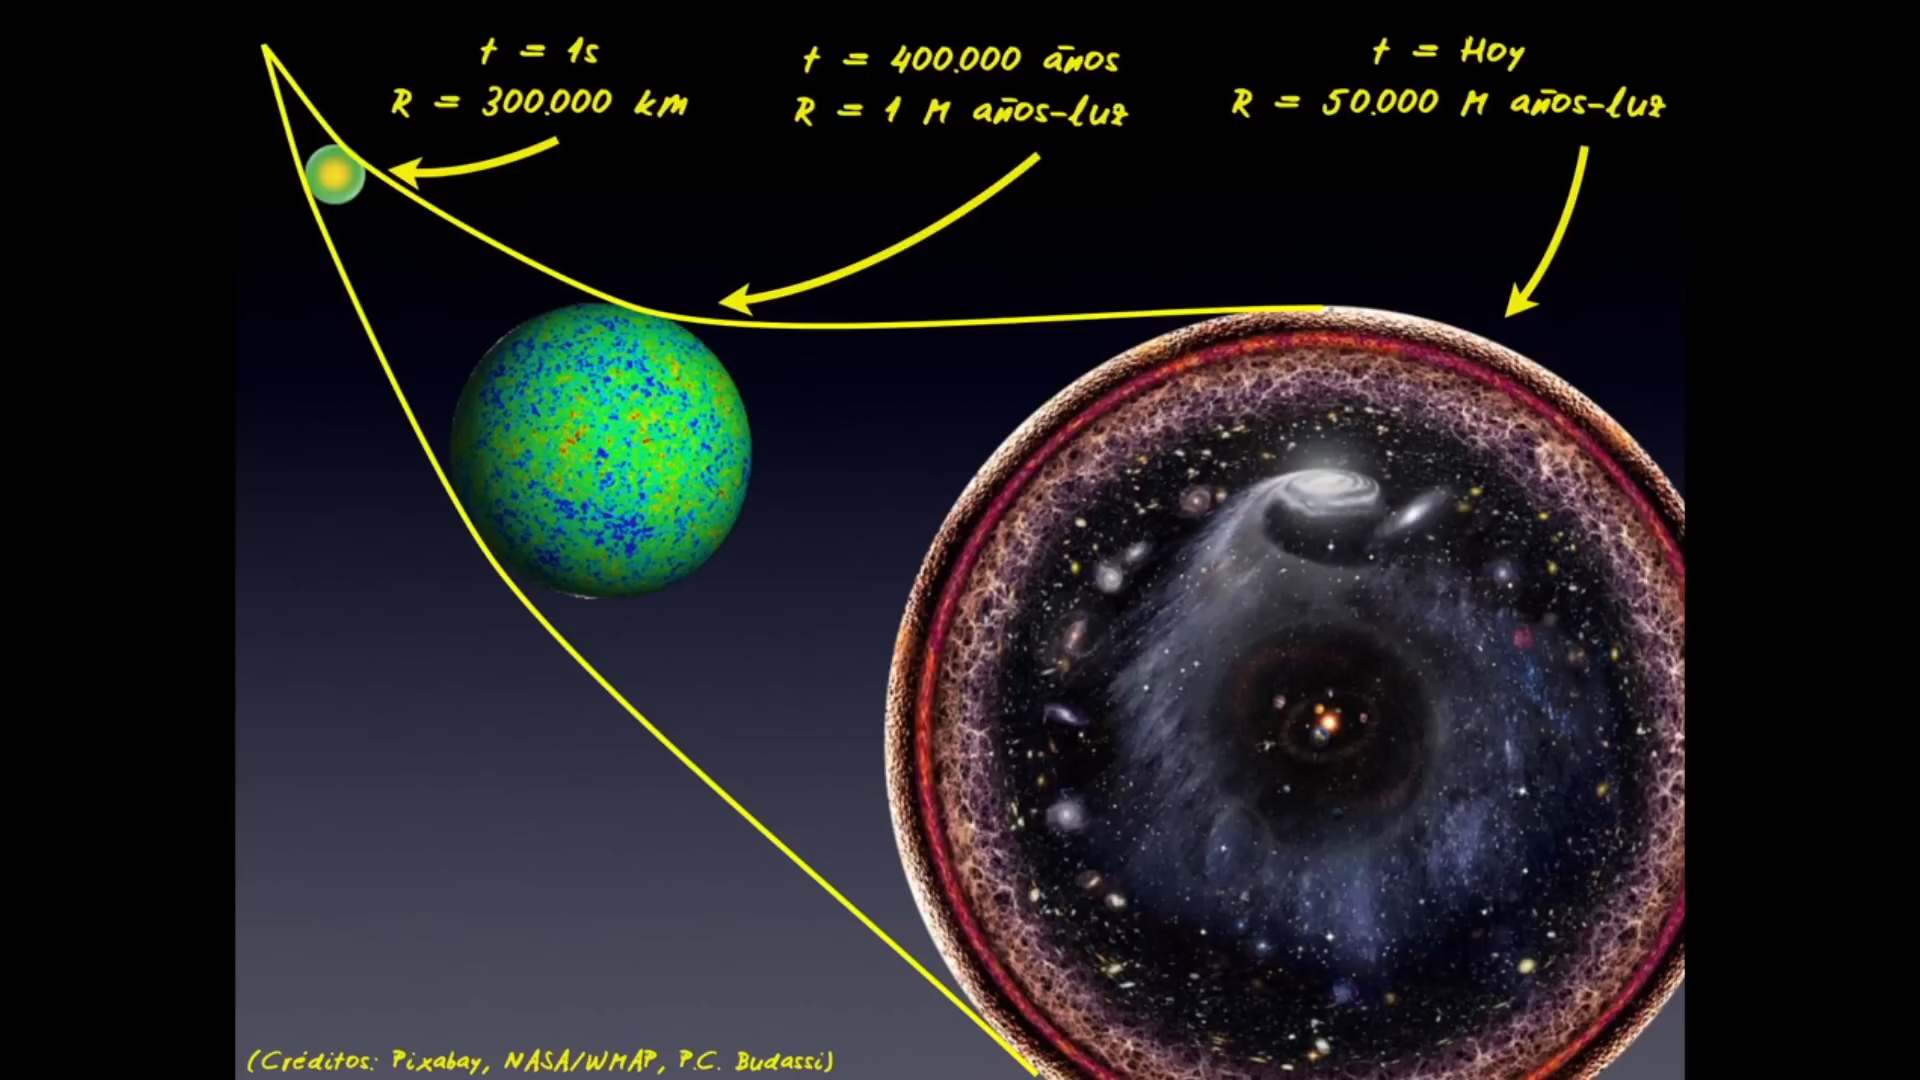 t = 1s
R = 300.000 km
t = 400.000 años
R = 1 M años-luz
t = Hoy
R = 50.000 M años-luz
(Créditos: Pixabay, NASA/WMAP, P.C. Budassi)